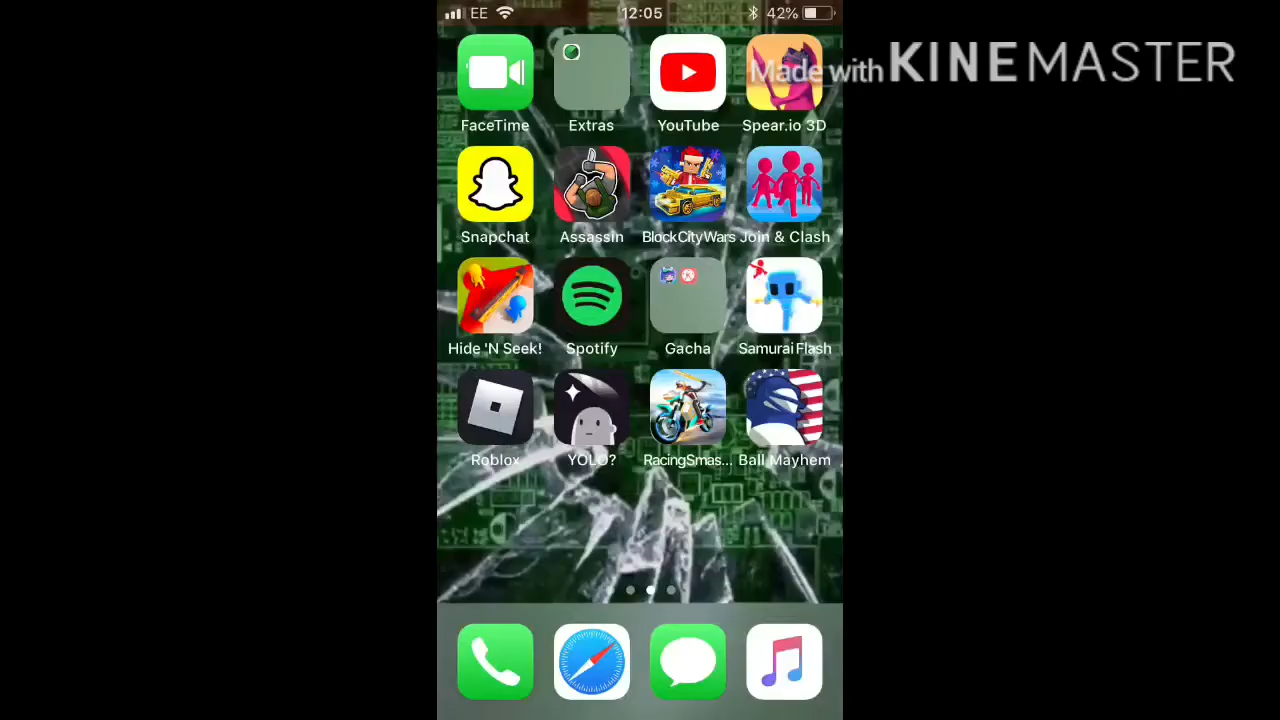 EE 12:05 42%
Made with KINEMASTER
FaceTime Extras YouTube Spear.io 3D
Snapchat Assassin BlockCityWars Join & Clash
Hide 'N Seek! Spotify Gacha Samurai Flash
Roblox YOLO? RacingSmas... Ball Mayhem